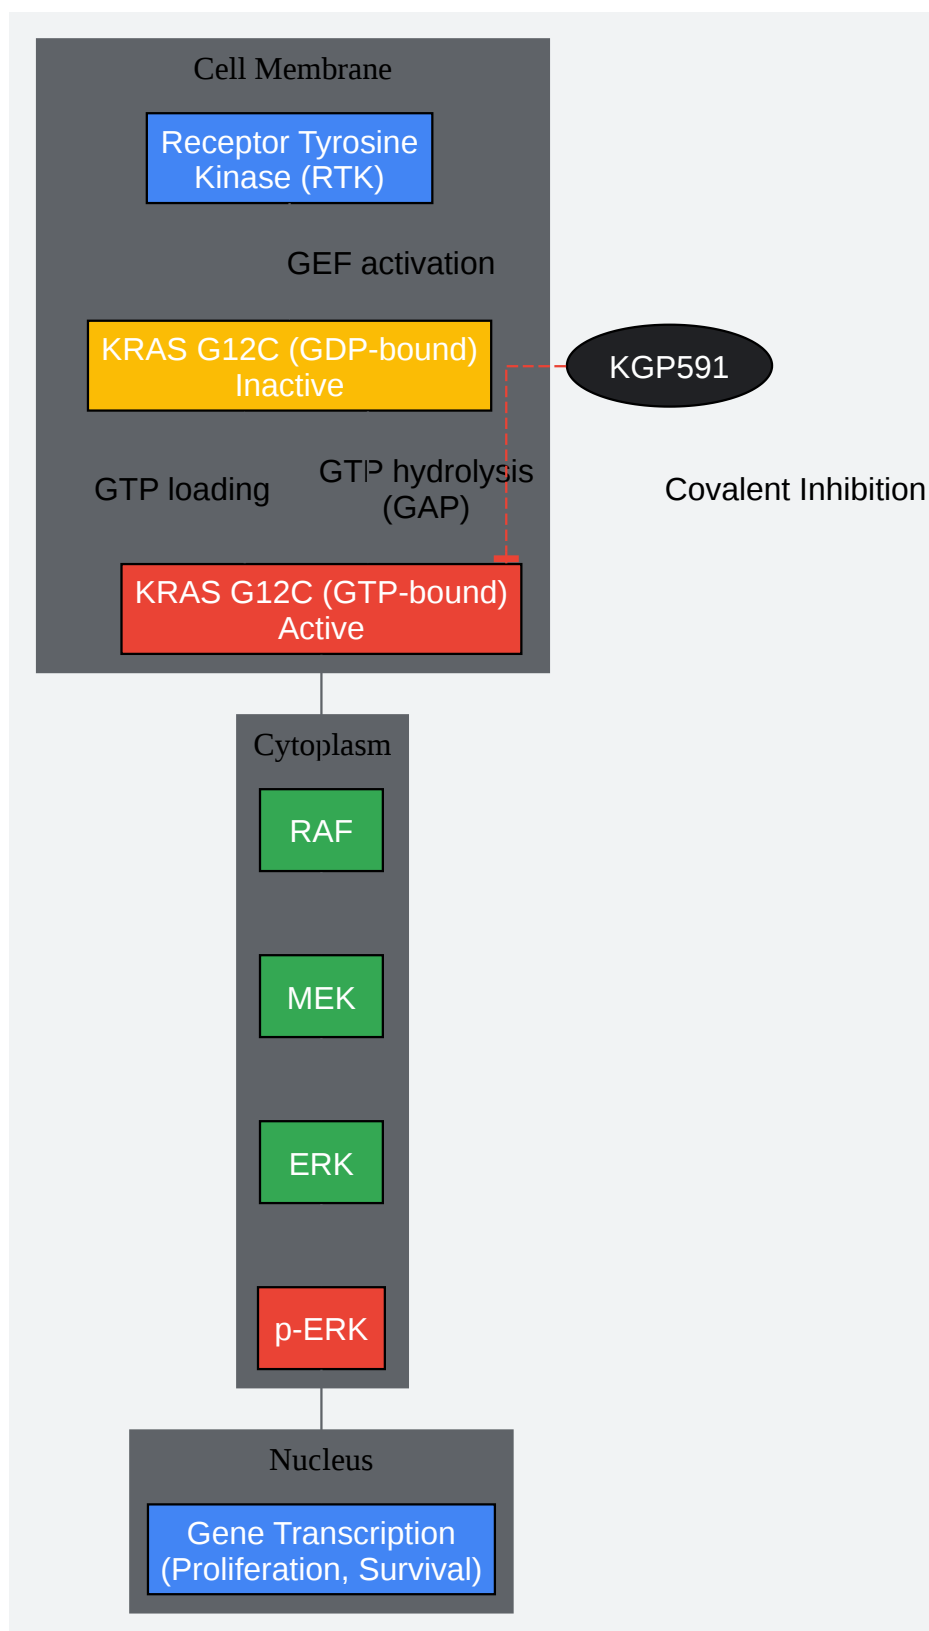 Cell Membrane
Receptor Tyrosine
Kinase (RTK)
GEF activation
KRAS G12C (GDP-bound)
Inactive
KGP591
GTP loading
GTP hydrolysis
(GAP)
Covalent Inhibition
KRAS G12C (GTP-bound)
Active
Cytoplasm
RAF
MEK
ERK
p-ERK
Nucleus
Gene Transcription
(Proliferation, Survival)